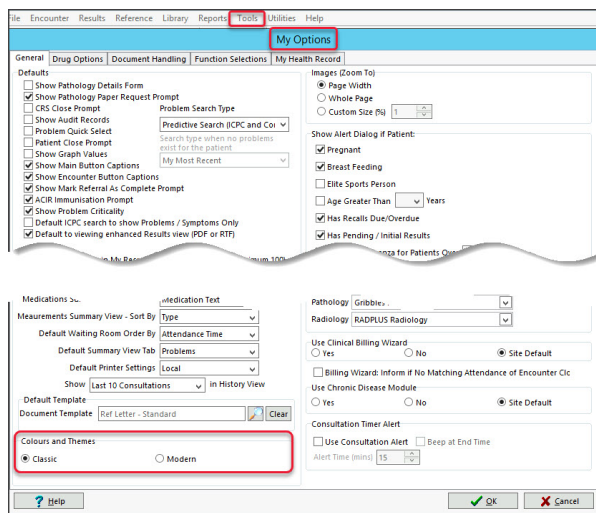 File Encounter Results Reference Library Reports Tools Utilities Help
My Options
General Drug Options Document Handling Function Selections My Health Record
Defaults
Show Pathology Details Form
Show Pathology Paper Request Prompt
CRS Close Prompt
Show Audit Records
Problem Quick Select
Patient Close Prompt
Show Graph Values
Show Main Button Captions
Show Encounter Button Captions
Show Mark Referral As Complete Prompt
ACIR Immunisation Prompt
Show Problem Criticality
Default ICPC search to show Problems / Symptoms Only
Default to viewing enhanced Results view (PDF or RTF)
Problem Search Type
Predictive Search (ICPC and Co
Search type when no problems
exist for the patient
My Most Recent
Images (Zoom To)
Page Width
Whole Page
Custom Size (%) 1
Show Alert Dialog if Patient:
Pregnant
Breast Feeding
Elite Sports Person
Age Greater Than Years
Has Recalls Due/Overdue
Has Pending / Initial Results
for Patients Over
in My
100%
Medications Medication Text
Meaurements Summary View - Sort By Type
Default Waiting Room Order By Attendance Time
Default Summary View Tab Problems
Default Printer Settings Local
Show Last 10 Consultations in History View
Default Template
Document Template Ref Letter - Standard Clear
Colours and Themes
Classic Modern
Pathology Gribbles
Radiology RADPLUS Radiology
Use Clinical Billing Wizard
Yes No Site Default
Billing Wizard: Inform if No Matching Attendance of Encounter Clc
Use Chronic Disease Module
Yes No Site Default
Consultation Timer Alert
Use Consultation Alert Beep at End Time
Alert Time (mins) 15
? Help OK Cancel